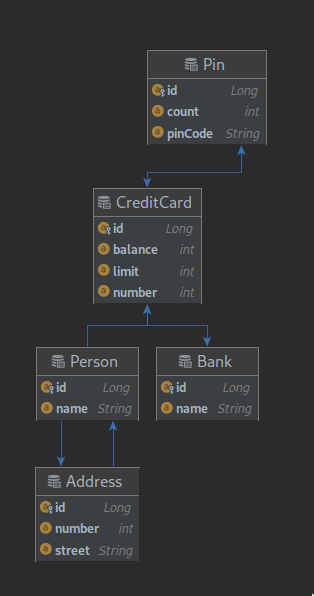 Pin
id Long
count int
pinCode String
CreditCard
id Long
balance int
limit int
number int
Person
id Long
name String
Bank
id Long
name String
Address
id Long
number int
street String